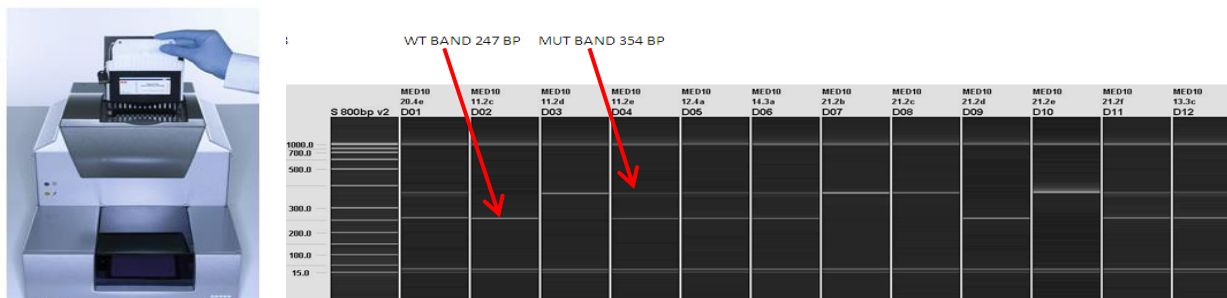 WT BAND 247 BP MUT BAND 354 BP
MED10 MED10 MED10 MED10 MED10 MED10 MED10 MED10 MED10 MED10 MED10 MED10
20.4e 11.2c 11.2d 11.2e 12.4a 14.3a 21.2b 21.2c 21.2d 21.2e 21.2f 13.3c
S 800bp v2 D01 D02 D03 D04 D05 D06 D07 D08 D09 D10 D11 D12
1000.0
700.0
500.0
300.0
200.0
100.0
15.0